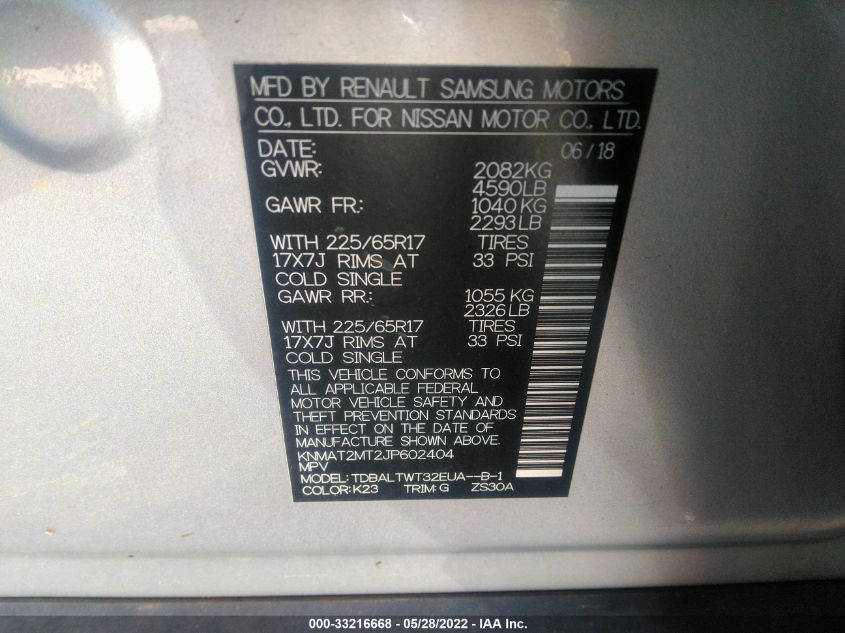 MFD BY RENAULT SAMSUNG MOTORS
CO., LTD. FOR NISSAN MOTOR CO., LTD.
DATE: 06/18
GVWR: 2082KG
4590LB
GAWR FR: 1040 KG
2293LB
WITH 225/65R17 TIRES
17X7J RIMS AT 33 PSI
COLD SINGLE
GAWR RR: 1055 KG
2326LB
WITH 225/65R17 TIRES
17X7J RIMS AT 33 PSI
COLD SINGLE
THIS VEHICLE CONFORMS TO
ALL APPLICABLE FEDERAL
MOTOR VEHICLE SAFETY AND
THEFT PREVENTION STANDARDS
IN EFFECT ON THE DATE OF
MANUFACTURE SHOWN ABOVE.
KNMAT2MT2JP602404
MPV
MODEL: TDBALTWT32EUA--B-1
COLOR: K23 TRIM: G ZS30A
000-33216668 - 05/28/2022 - IAA Inc.